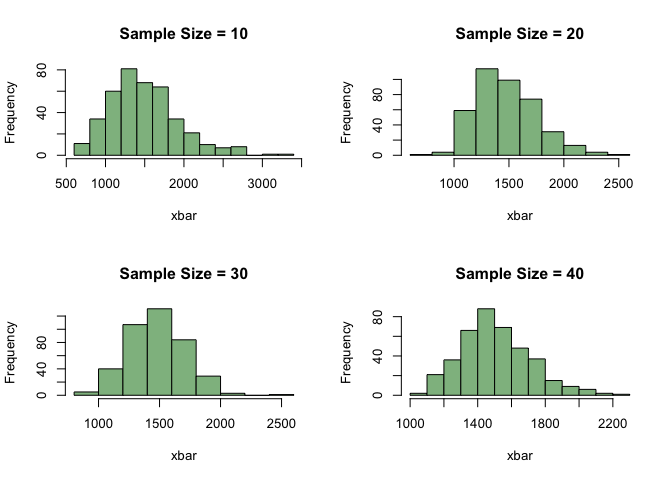 Sample Size = 10
Frequency
0 40 80
500 1000 2000 3000
xbar
Sample Size = 20
Frequency
0 40 80
1000 1500 2000 2500
xbar
Sample Size = 30
Frequency
0 40 80
1000 1500 2000 2500
xbar
Sample Size = 40
Frequency
0 40 80
1000 1400 1800 2200
xbar